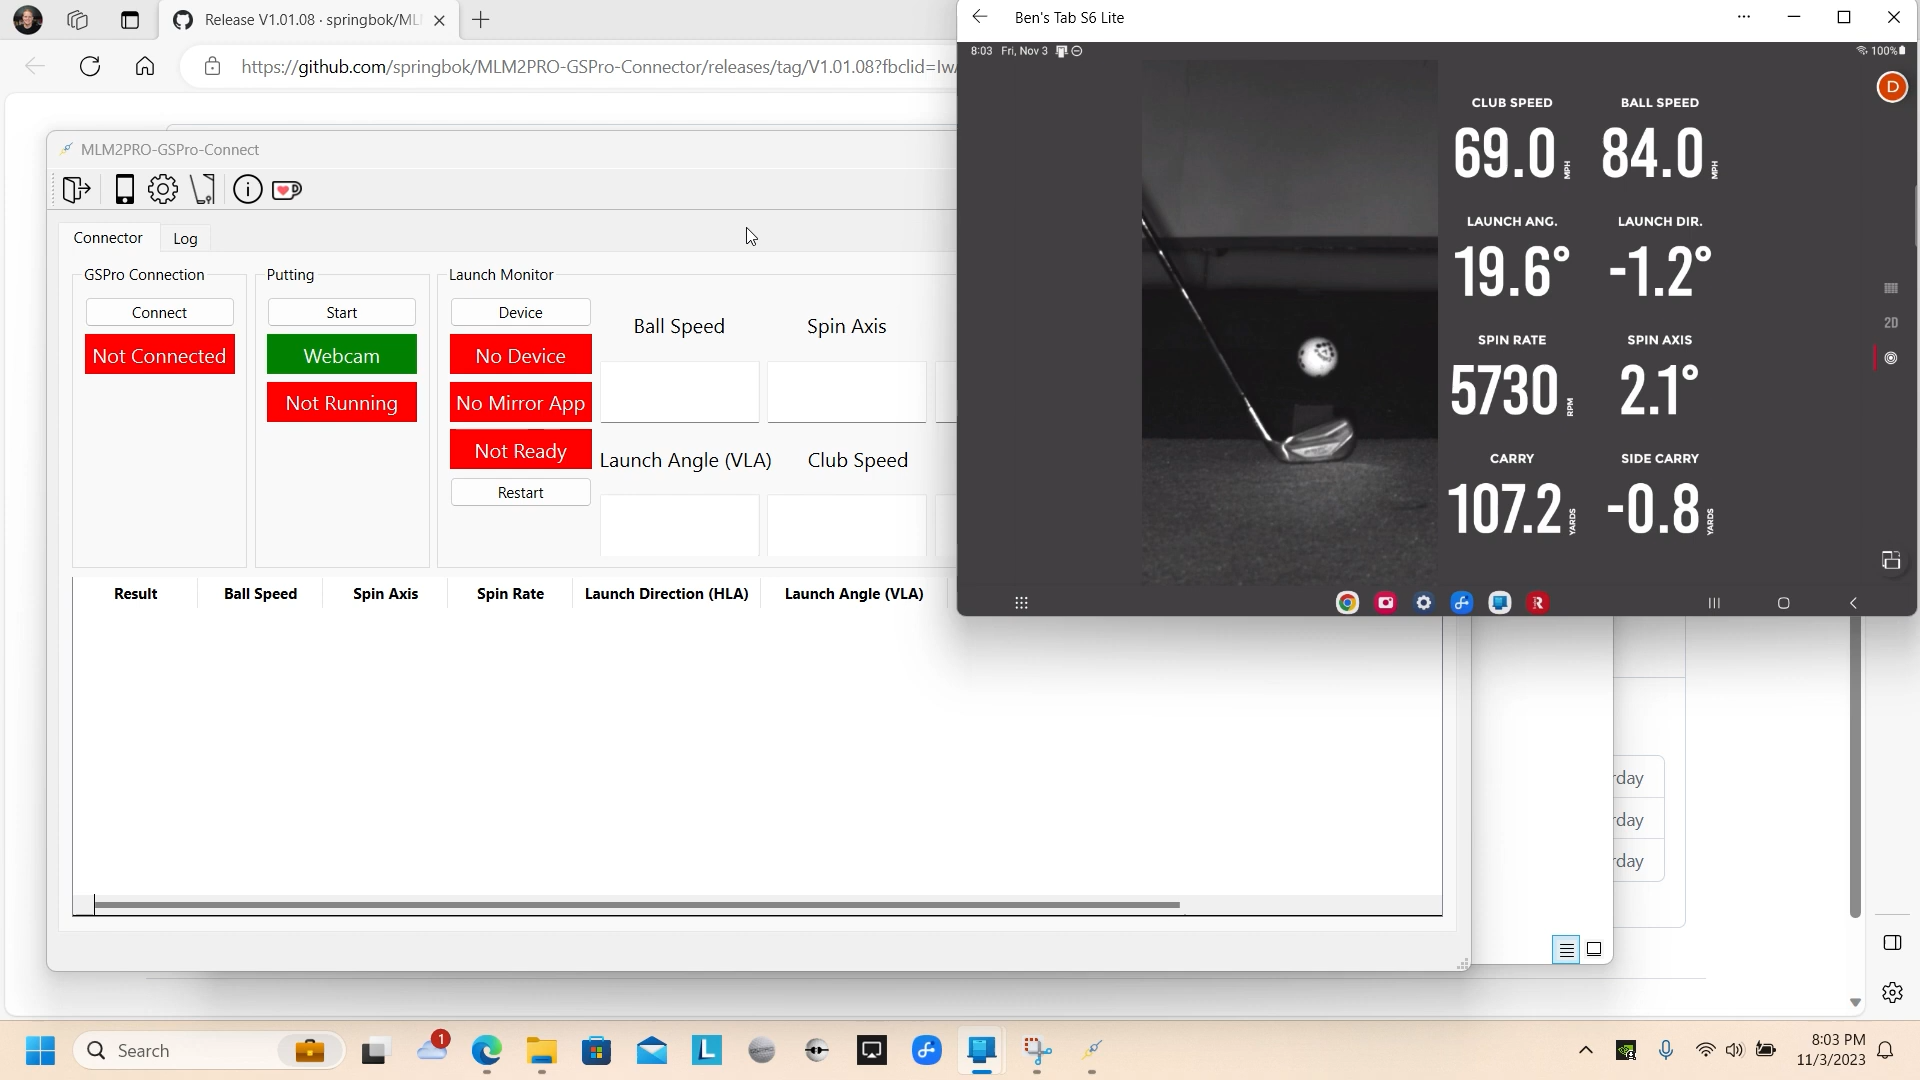 Release V1.01.08 · springbok/ML
https://github.com/springbok/MLM2PRO-GSPro-Connector/releases/tag/V1.01.08?fbclid=IwA
MLM2PRO-GSPro-Connect
Connector
Log
GSPro Connection
Connect
Not Connected
Putting
Start
Webcam
Not Running
Launch Monitor
Device
No Device
No Mirror App
Not Ready
Restart
Ball Speed
Spin Axis
Launch Angle (VLA)
Club Speed
Result
Ball Speed
Spin Axis
Spin Rate
Launch Direction (HLA)
Launch Angle (VLA)
Ben's Tab S6 Lite
8:03 Fri, Nov 3
100%
D
CLUB SPEED
BALL SPEED
69.0 MPH
84.0 MPH
LAUNCH ANG.
LAUNCH DIR.
19.6°
-1.2°
SPIN RATE
SPIN AXIS
5730 RPM
2.1°
CARRY
SIDE CARRY
107.2 YARDS
-0.8 YARDS
2D
R
rday
rday
rday
Search
1
L
GSPRO
8:03 PM
11/3/2023